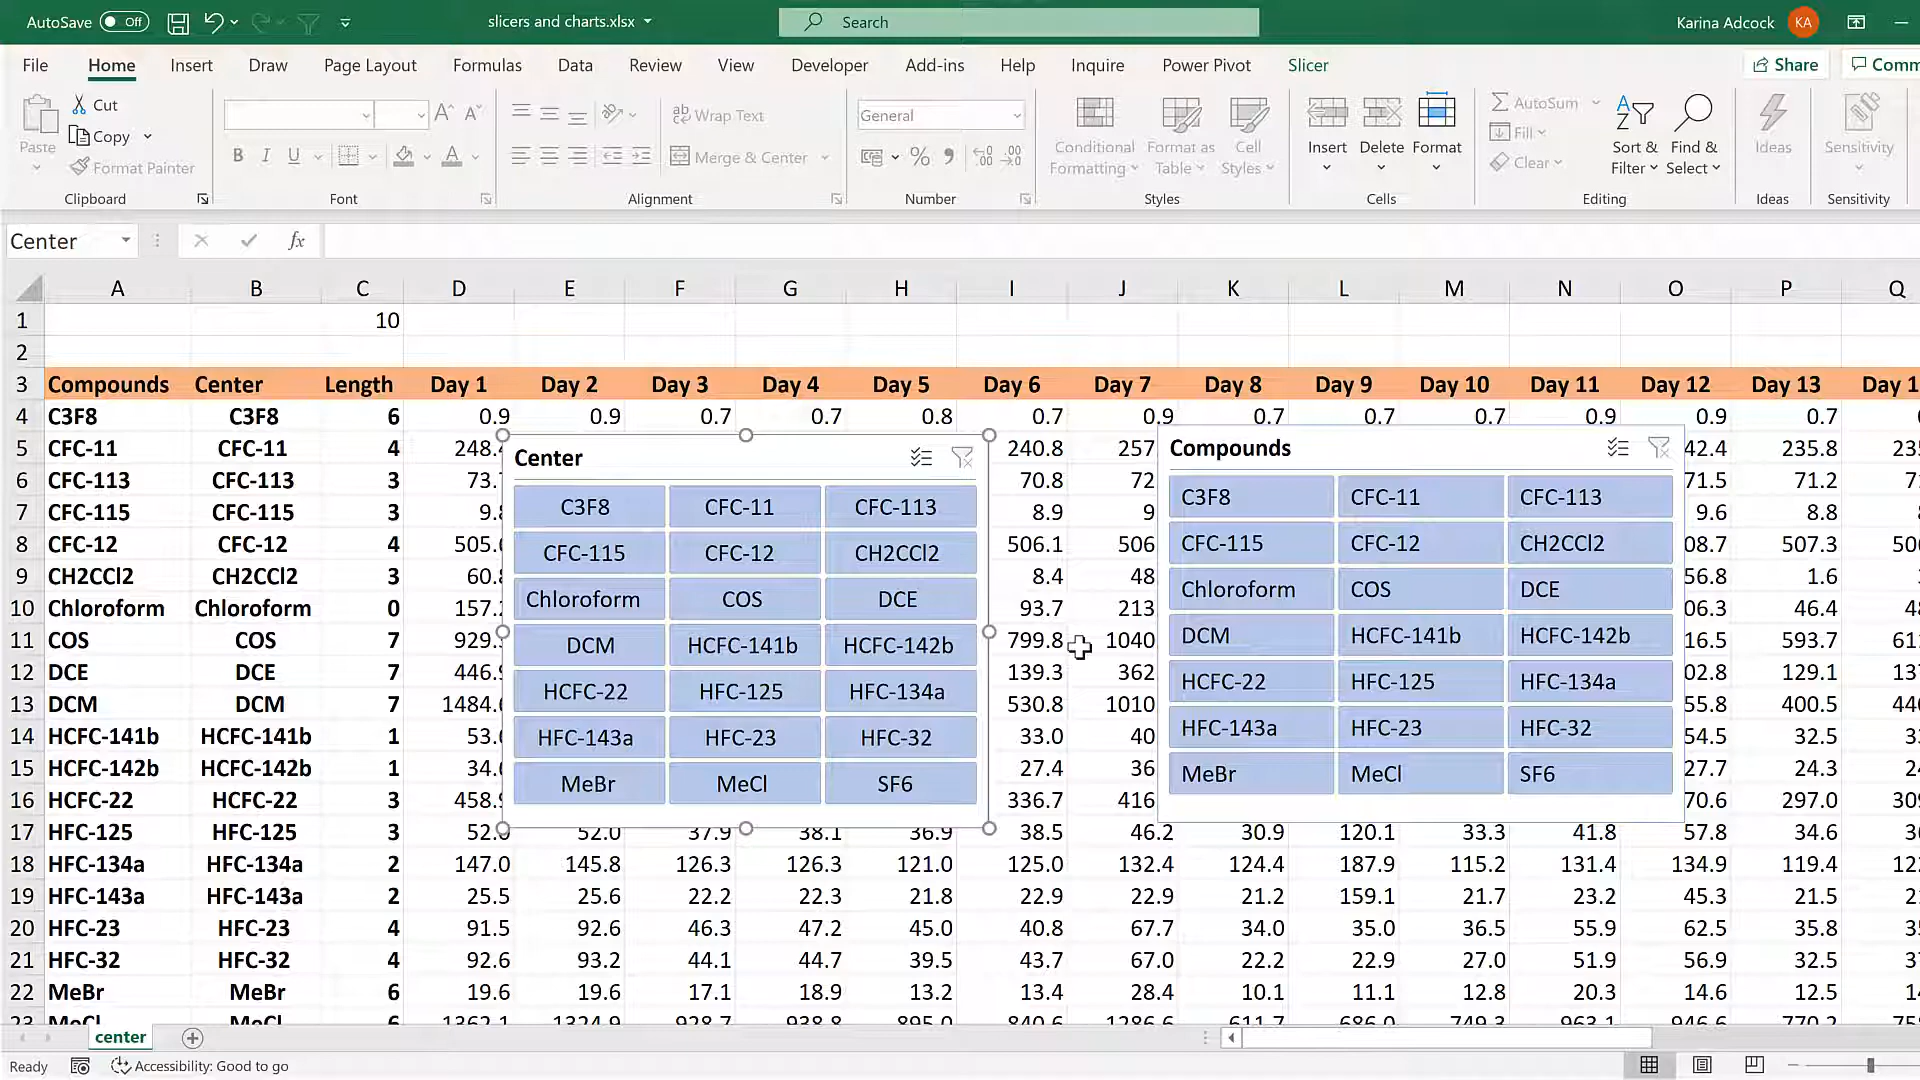 AutoSave Off slicers and charts.xlsx Search Karina Adcock KA
File Home Insert Draw Page Layout Formulas Data Review View Developer Add-ins Help Inquire Power Pivot Slicer Share Comm
Paste Cut Copy Format Painter Clipboard
B I U A Font
ab Wrap Text Merge & Center Alignment
General % Number
Conditional Formatting Format as Table Cell Styles Styles
Insert Delete Format Cells
AutoSum Fill Clear Sort & Filter Find & Select Editing
Ideas Ideas
Sensitivity Sensitivity
Center fx
A B C D E F G H I J K L M N O P Q
1 10
2
3 Compounds Center Length Day 1 Day 2 Day 3 Day 4 Day 5 Day 6 Day 7 Day 8 Day 9 Day 10 Day 11 Day 12 Day 13 Day 1
4 C3F8 C3F8 6 0.9 0.9 0.7 0.7 0.8 0.7 0.9 0.7 0.7 0.7 0.9 0.9 0.7
5 CFC-11 CFC-11 4 248. 240.8 257 42.4 235.8 23
6 CFC-113 CFC-113 3 73. 70.8 72 71.5 71.2 7
7 CFC-115 CFC-115 3 9. 8.9 9 9.6 8.8
8 CFC-12 CFC-12 4 505. 506.1 506 08.7 507.3 50
9 CH2CCl2 CH2CCl2 3 60. 8.4 48 56.8 1.6
10 Chloroform Chloroform 0 157. 93.7 213 06.3 46.4 4
11 COS COS 7 929. 799.8 1040 16.5 593.7 61
12 DCE DCE 7 446. 139.3 362 02.8 129.1 13
13 DCM DCM 7 1484. 530.8 1010 55.8 400.5 44
14 HCFC-141b HCFC-141b 1 53. 33.0 40 54.5 32.5 3
15 HCFC-142b HCFC-142b 1 34. 27.4 36 27.7 24.3 2
16 HCFC-22 HCFC-22 3 458. 336.7 416 70.6 297.0 30
17 HFC-125 HFC-125 3 52.0 52.0 37.9 38.1 36.9 38.5 46.2 30.9 120.1 33.3 41.8 57.8 34.6 3
18 HFC-134a HFC-134a 2 147.0 145.8 126.3 126.3 121.0 125.0 132.4 124.4 187.9 115.2 131.4 134.9 119.4 12
19 HFC-143a HFC-143a 2 25.5 25.6 22.2 22.3 21.8 22.9 22.9 21.2 159.1 21.7 23.2 45.3 21.5 2
20 HFC-23 HFC-23 4 91.5 92.6 46.3 47.2 45.0 40.8 67.7 34.0 35.0 36.5 55.9 62.5 35.8 3
21 HFC-32 HFC-32 4 92.6 93.2 44.1 44.7 39.5 43.7 67.0 22.2 22.9 27.0 51.9 56.9 32.5 3
22 MeBr MeBr 6 19.6 19.6 17.1 18.9 13.2 13.4 28.4 10.1 11.1 12.8 20.3 14.6 12.5 1
23 MeCl MeCl 6 1362.1 1324.9 928.7 938.8 895.0 840.6 1286.6 611.7 686.0 749.3 963.1 946.6 770.2 75
Center
C3F8 CFC-11 CFC-113
CFC-115 CFC-12 CH2CCl2
Chloroform COS DCE
DCM HCFC-141b HCFC-142b
HCFC-22 HFC-125 HFC-134a
HFC-143a HFC-23 HFC-32
MeBr MeCl SF6
Compounds
C3F8 CFC-11 CFC-113
CFC-115 CFC-12 CH2CCl2
Chloroform COS DCE
DCM HCFC-141b HCFC-142b
HCFC-22 HFC-125 HFC-134a
HFC-143a HFC-23 HFC-32
MeBr MeCl SF6
center
Ready Accessibility: Good to go